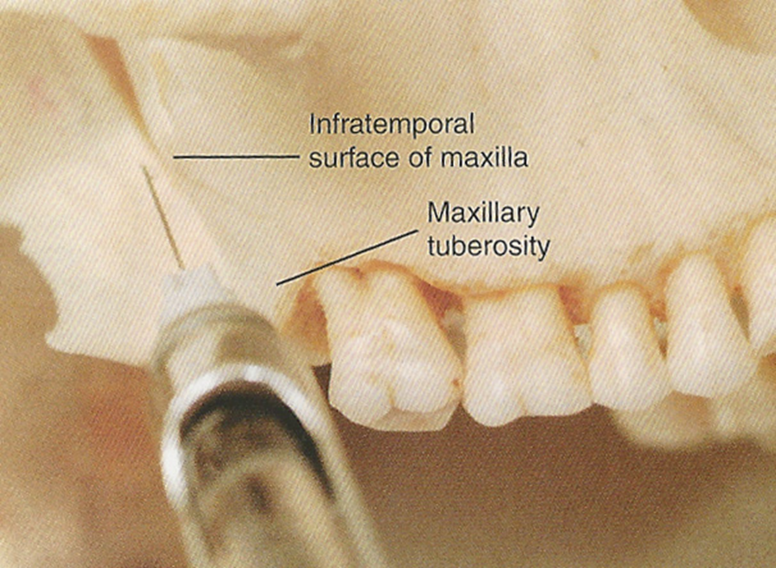 Infratemporal
surface of maxilla
Maxillary
tuberosity